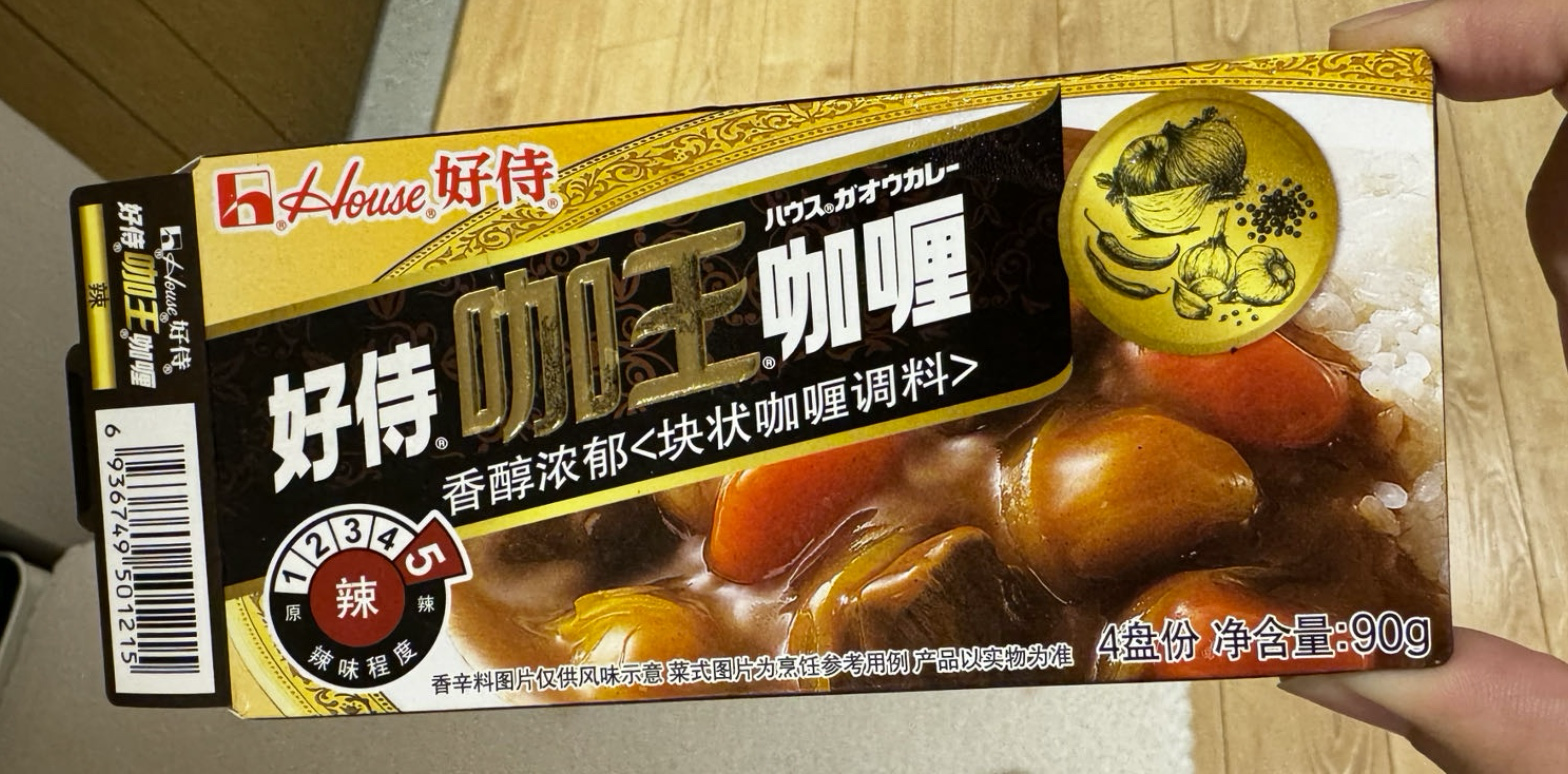 House® 好侍®
ハウス®ガオウカレー
好侍® 咖王® 咖喱
香醇浓郁<块状咖喱调料>
1 2 3 4 5
辣
原 辣
辣味程度
香辛料图片仅供风味示意 菜式图片为烹饪参考用例 产品以实物为准
4盘份 净含量:90g
House® 好侍®
好侍® 咖王® 咖喱
辣
6 936749 501215